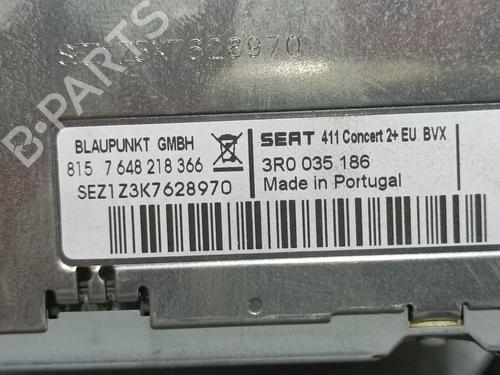 SEZ1Z3K7628970
B-PARTS
BLAUPUNKT GMBH
815 7 648 218 366
SEZ1Z3K7628970
SEAT 411 Concert 2+ EU BVX
3R0 035 186
Made in Portugal